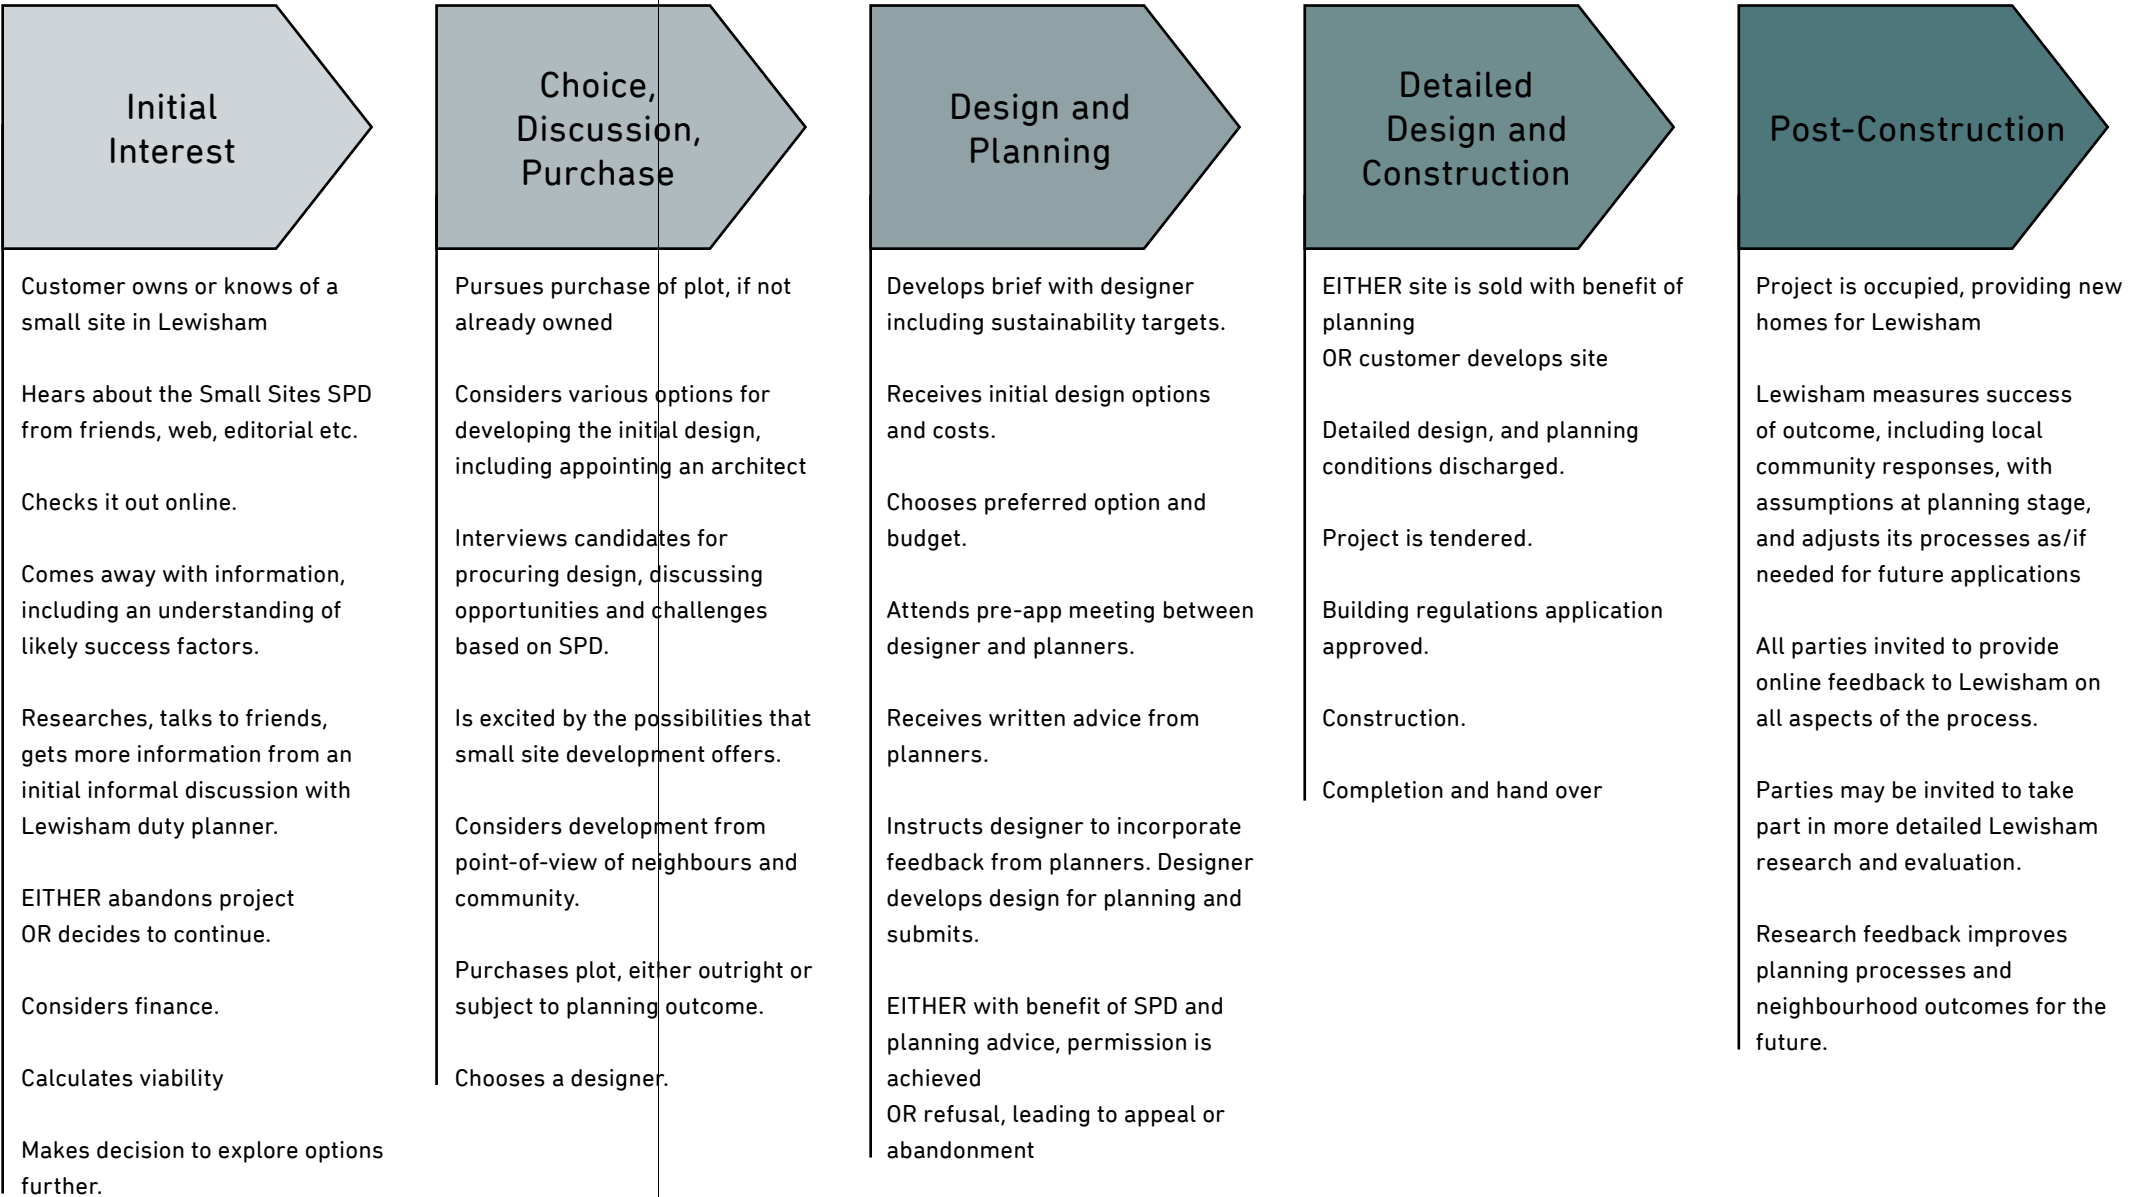 Initial
Interest
Customer owns or knows of a
small site in Lewisham
Hears about the Small Sites SPD
from friends, web, editorial etc.
Checks it out online.
Comes away with information,
including an understanding of
likely success factors.
Researches, talks to friends,
gets more information from an
initial informal discussion with
Lewisham duty planner.
EITHER abandons project
OR decides to continue.
Considers finance.
Calculates viability
Makes decision to explore options
further.
Choice,
Discussion,
Purchase
Pursues purchase of plot, if not
already owned
Considers various options for
developing the initial design,
including appointing an architect
Interviews candidates for
procuring design, discussing
opportunities and challenges
based on SPD.
Is excited by the possibilities that
small site development offers.
Considers development from
point-of-view of neighbours and
community.
Purchases plot, either outright or
subject to planning outcome.
Chooses a designer.
Design and
Planning
Develops brief with designer
including sustainability targets.
Receives initial design options
and costs.
Chooses preferred option and
budget.
Attends pre-app meeting between
designer and planners.
Receives written advice from
planners.
Instructs designer to incorporate
feedback from planners. Designer
develops design for planning and
submits.
EITHER with benefit of SPD and
planning advice, permission is
achieved
OR refusal, leading to appeal or
abandonment
Detailed
Design and
Construction
EITHER site is sold with benefit of
planning
OR customer develops site
Detailed design, and planning
conditions discharged.
Project is tendered.
Building regulations application
approved.
Construction.
Completion and hand over
Post-Construction
Project is occupied, providing new
homes for Lewisham
Lewisham measures success
of outcome, including local
community responses, with
assumptions at planning stage,
and adjusts its processes as/if
needed for future applications
All parties invited to provide
online feedback to Lewisham on
all aspects of the process.
Parties may be invited to take
part in more detailed Lewisham
research and evaluation.
Research feedback improves
planning processes and
neighbourhood outcomes for the
future.